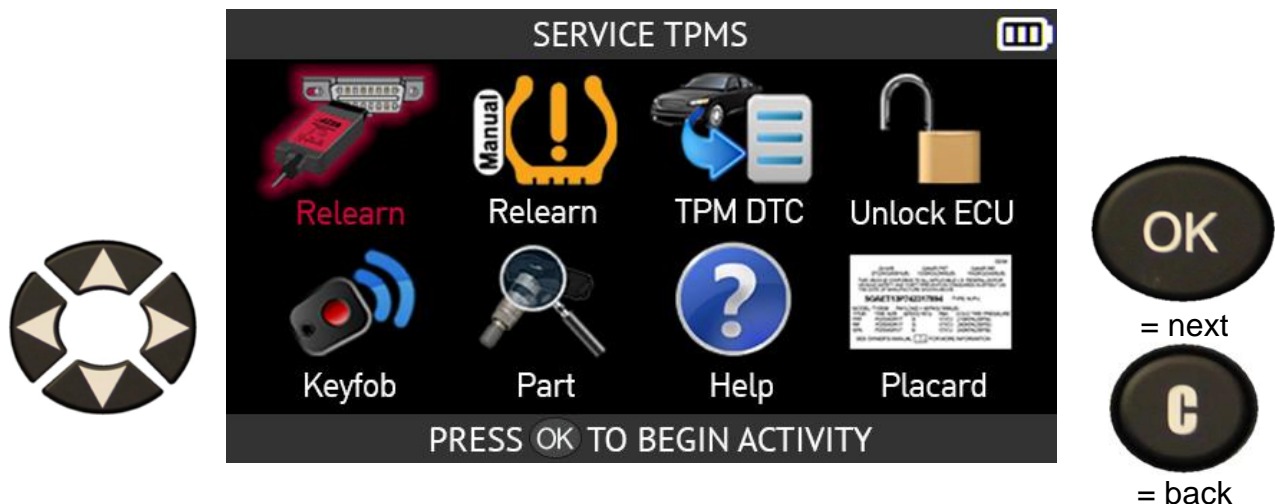 SERVICE TPMS
Manual
Relearn
Relearn
TPM DTC
Unlock ECU
Keyfob
Part
Help
Placard
PRESS OK TO BEGIN ACTIVITY
OK
= next
C
= back